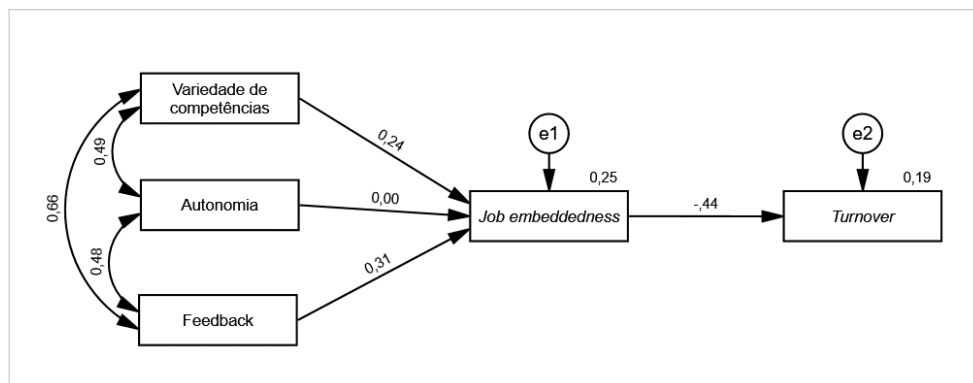 Variedade de
competências
0,49
0,66
0,24
e1
e2
0,25
0,19
Autonomia
0,00
Job embeddedness
-,44
Turnover
0,48
0,31
Feedback